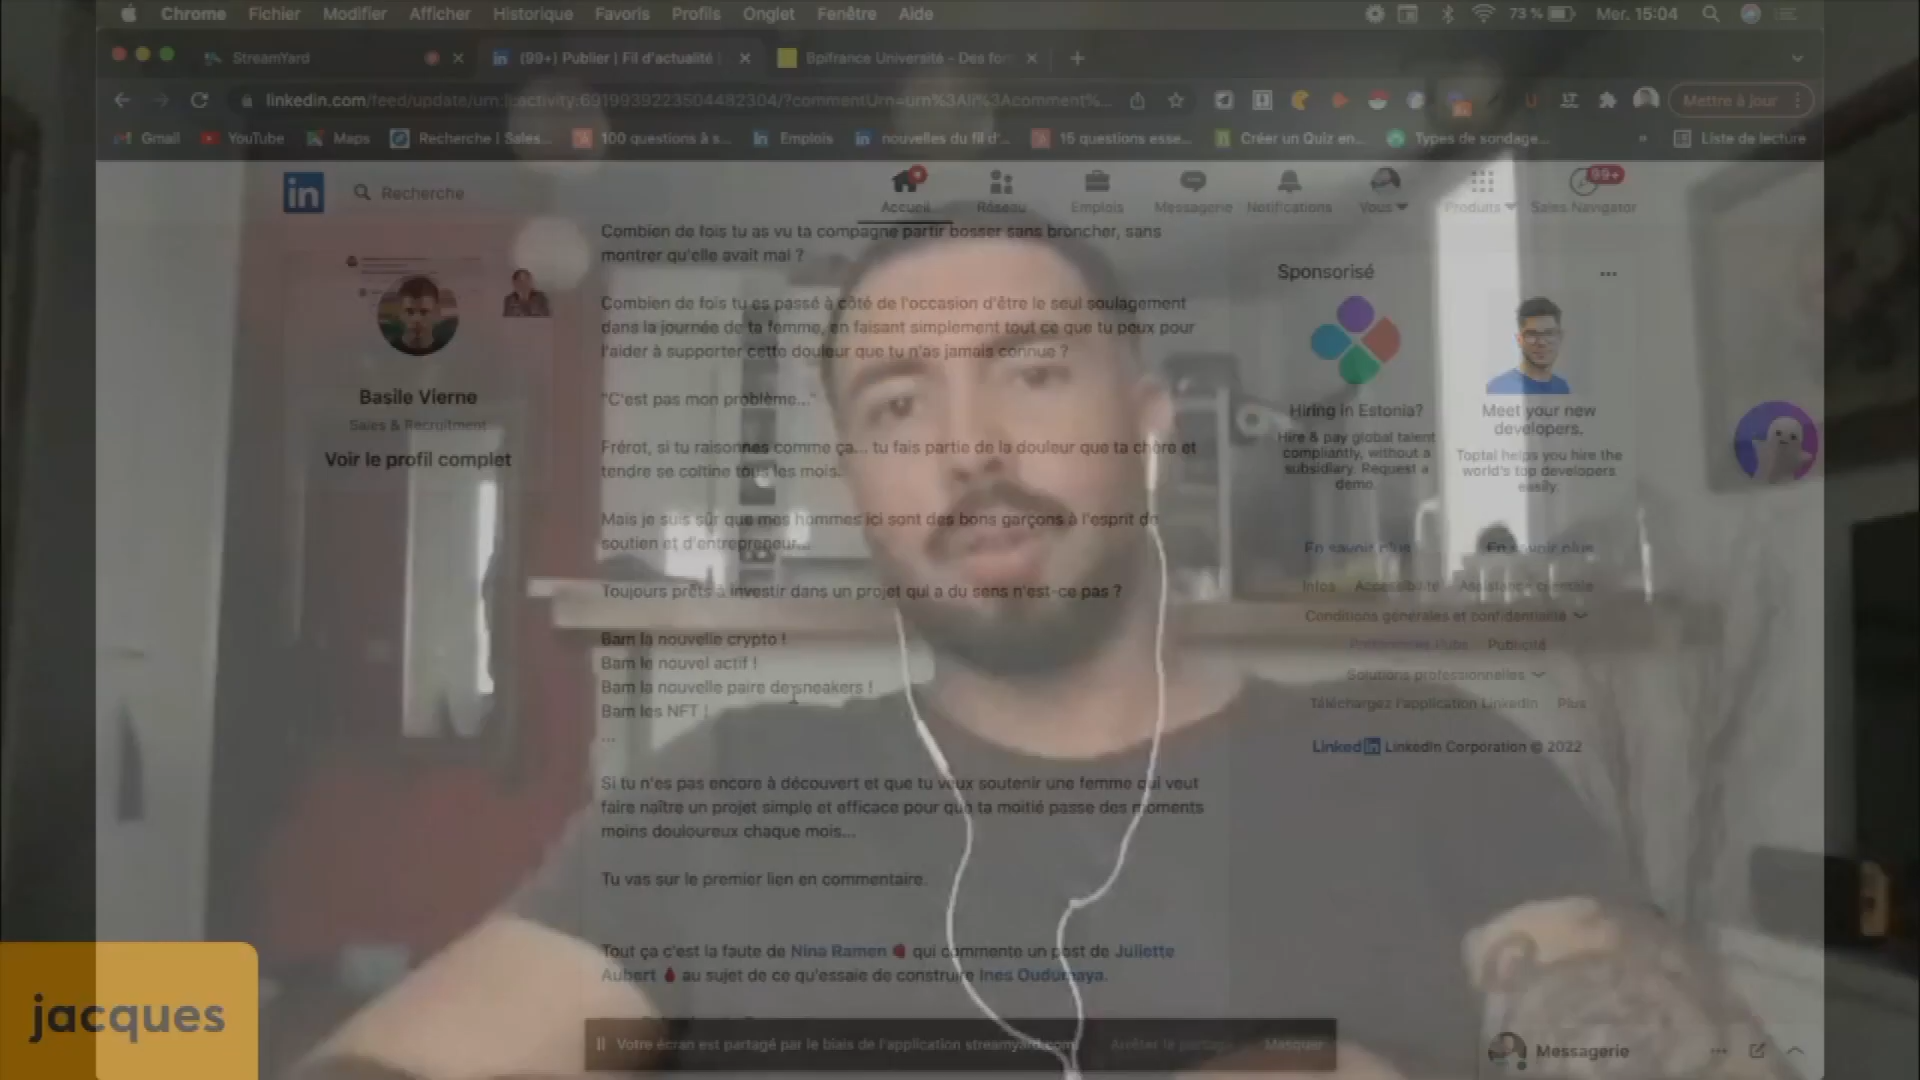 Chrome Fichier Modifier Afficher Historique Favoris Profils Onglet Fenêtre Aide
73 % Mer. 15:04
StreamYard
(99+) Publier | Fil d'actualité |
Bpifrance Université - Des for
linkedin.com/feed/update/urn:li:activity:6919939223504482304/?commentUrn=urn%3Ali%3Acomment%...
Mettre à jour
Gmail YouTube Maps Recherche | Sales... 100 questions à s... Emplois nouvelles du fil d'... 15 questions esse... Créer un Quiz en... Types de sondage... » Liste de lecture
in Recherche
Accueil Réseau Emplois Messagerie Notifications Vous Produits Sales Navigator
99+
Basile Vierne
Sales & Recruitment
Voir le profil complet
Combien de fois tu as vu ta compagne partir bosser sans broncher, sans
montrer qu'elle avait mal ?
Combien de fois tu es passé à côté de l'occasion d'être le seul soulagement
dans la journée de ta femme, en faisant simplement tout ce que tu peux pour
l'aider à supporter cette douleur que tu n'as jamais connue ?
"C'est pas mon problème..."
Frérot, si tu raisonnes comme ça... tu fais partie de la douleur que ta chère et
tendre se coltine tous les mois.
Mais je suis sûr que mes hommes ici sont des bons garçons à l'esprit de
soutien et d'entrepreneur...
Toujours prêts à investir dans un projet qui a du sens n'est-ce pas ?
Bam la nouvelle crypto !
Bam le nouvel actif !
Bam la nouvelle paire de sneakers !
Bam les NFT !
...
Si tu n'es pas encore à découvert et que tu veux soutenir une femme qui veut
faire naître un projet simple et efficace pour que ta moitié passe des moments
moins douloureux chaque mois...
Tu vas sur le premier lien en commentaire.
Tout ça c'est la faute de Nina Ramen qui commente un post de Juliette
Aubert au sujet de ce qu'essaie de construire Ines Oudumaya.
Sponsorisé
Hiring in Estonia?
Hire & pay global talent
compliantly, without a
subsidiary. Request a
demo.
En savoir plus
Meet your new
developers.
Toptal helps you hire the
world's top developers
easily.
En savoir plus
Infos Accessibilité Assistance clientèle
Conditions générales et confidentialité
Préférences Pubs Publicité
Solutions professionnelles
Téléchargez l'application LinkedIn Plus
Linkedin LinkedIn Corporation © 2022
Votre écran est partagé par le biais de l'application streamyard.com. Arrêter le partage Masquer
Messagerie
jacques